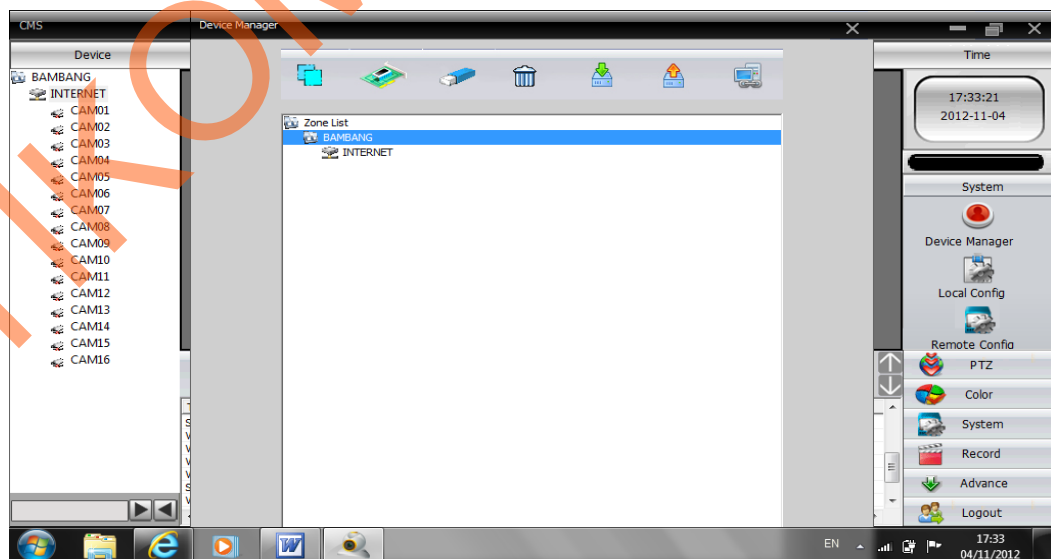 CMS
Device Manager
Device
BAMBANG
INTERNET
CAM01
CAM02
CAM03
CAM04
CAM05
CAM06
CAM07
CAM08
CAM09
CAM10
CAM11
CAM12
CAM13
CAM14
CAM15
CAM16
Zone List
BAMBANG
INTERNET
Time
17:33:21
2012-11-04
System
Device Manager
Local Config
Remote Config
PTZ
Color
System
Record
Advance
Logout
EN
17:33
04/11/2012